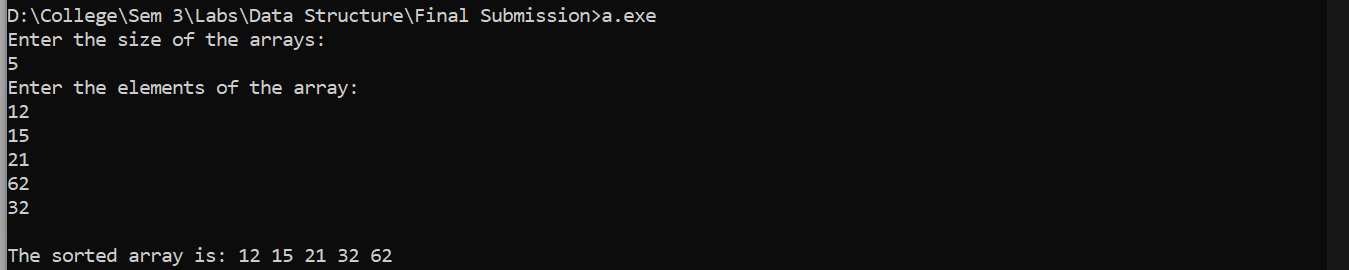 D:\College\Sem 3\Labs\Data Structure\Final Submission>a.exe
Enter the size of the arrays:
5
Enter the elements of the array:
12
15
21
62
32
The sorted array is: 12 15 21 32 62